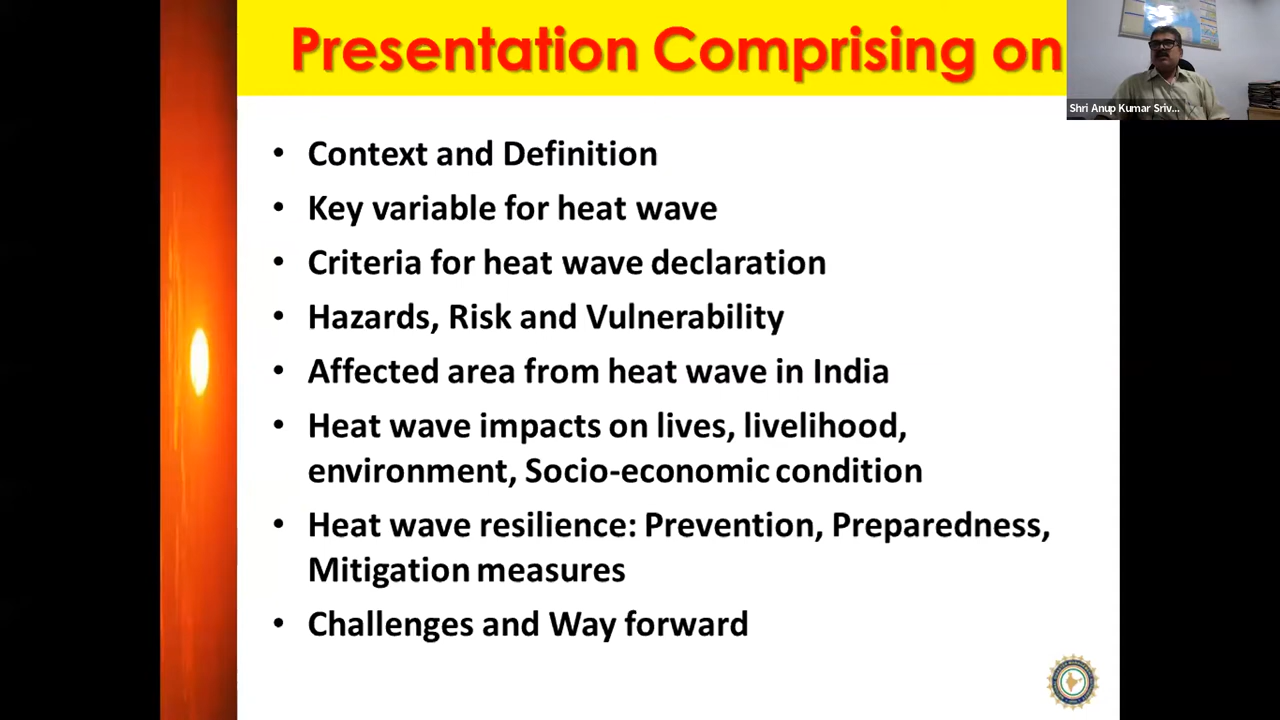 Presentation Comprising on
Shri Anup Kumar Sriv...
• Context and Definition
• Key variable for heat wave
• Criteria for heat wave declaration
• Hazards, Risk and Vulnerability
• Affected area from heat wave in India
• Heat wave impacts on lives, livelihood,
environment, Socio-economic condition
• Heat wave resilience: Prevention, Preparedness,
Mitigation measures
• Challenges and Way forward